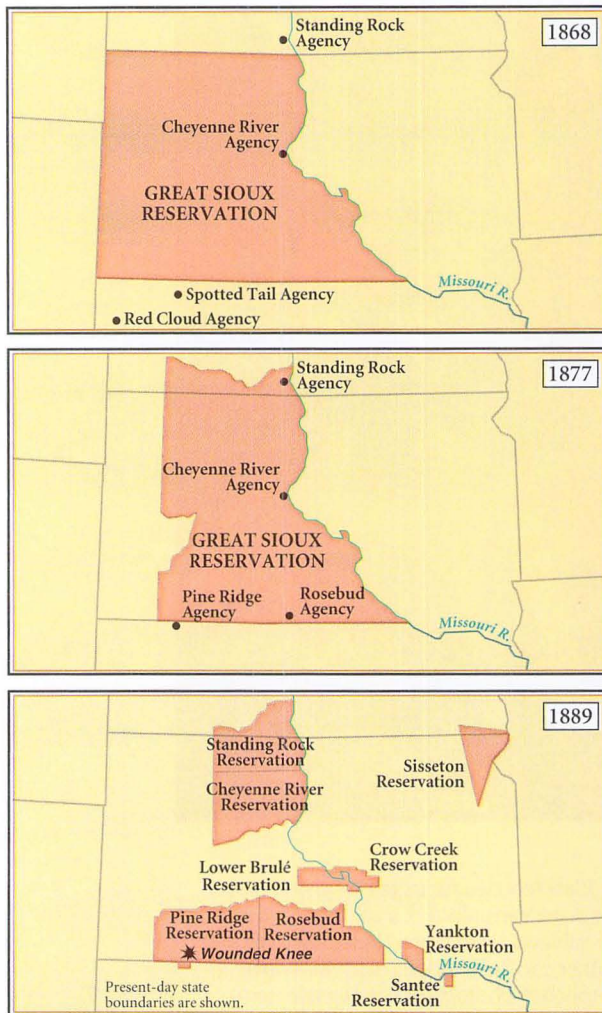 1868
Standing Rock
Agency
Cheyenne River
Agency
GREAT SIOUX
RESERVATION
Missouri R.
Spotted Tail Agency
Red Cloud Agency
1877
Standing Rock
Agency
Cheyenne River
Agency
GREAT SIOUX
RESERVATION
Pine Ridge
Agency
Rosebud
Agency
Missouri R.
1889
Standing Rock
Reservation
Cheyenne River
Reservation
Sisseton
Reservation
Crow Creek
Reservation
Lower Brulé
Reservation
Pine Ridge
Reservation
Rosebud
Reservation
Wounded Knee
Yankton
Reservation
Missouri R.
Santee
Reservation
Present-day state
boundaries are shown.